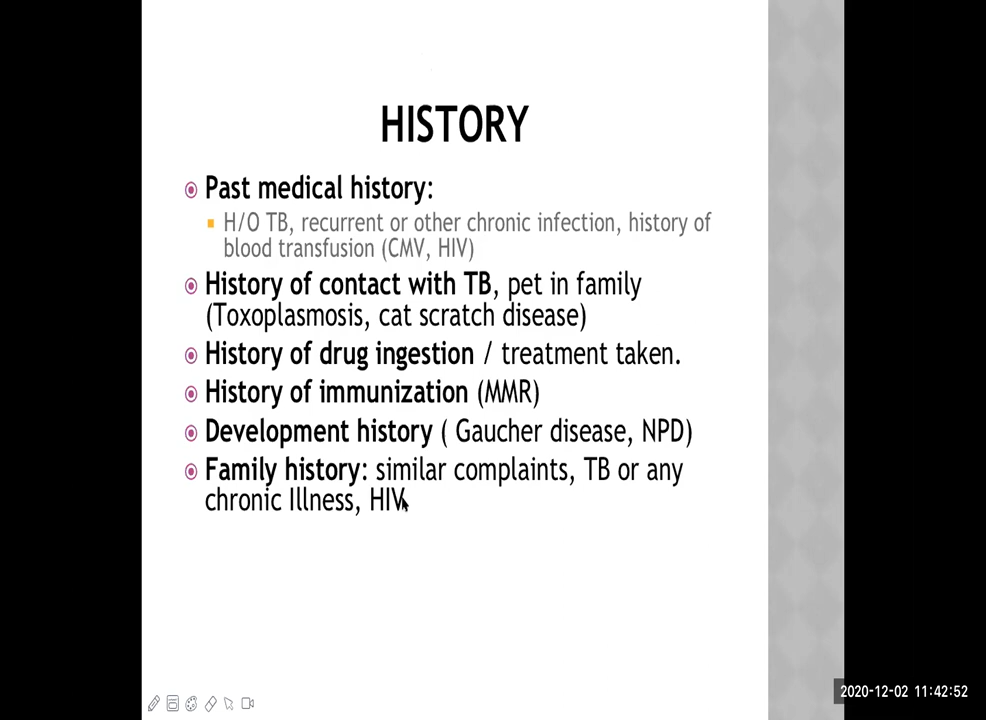 HISTORY
Past medical history:
H/O TB, recurrent or other chronic infection, history of
blood transfusion (CMV, HIV)
History of contact with TB, pet in family
(Toxoplasmosis, cat scratch disease)
History of drug ingestion / treatment taken.
History of immunization (MMR)
Development history ( Gaucher disease, NPD)
Family history: similar complaints, TB or any
chronic Illness, HIV
2020-12-02 11:42:52